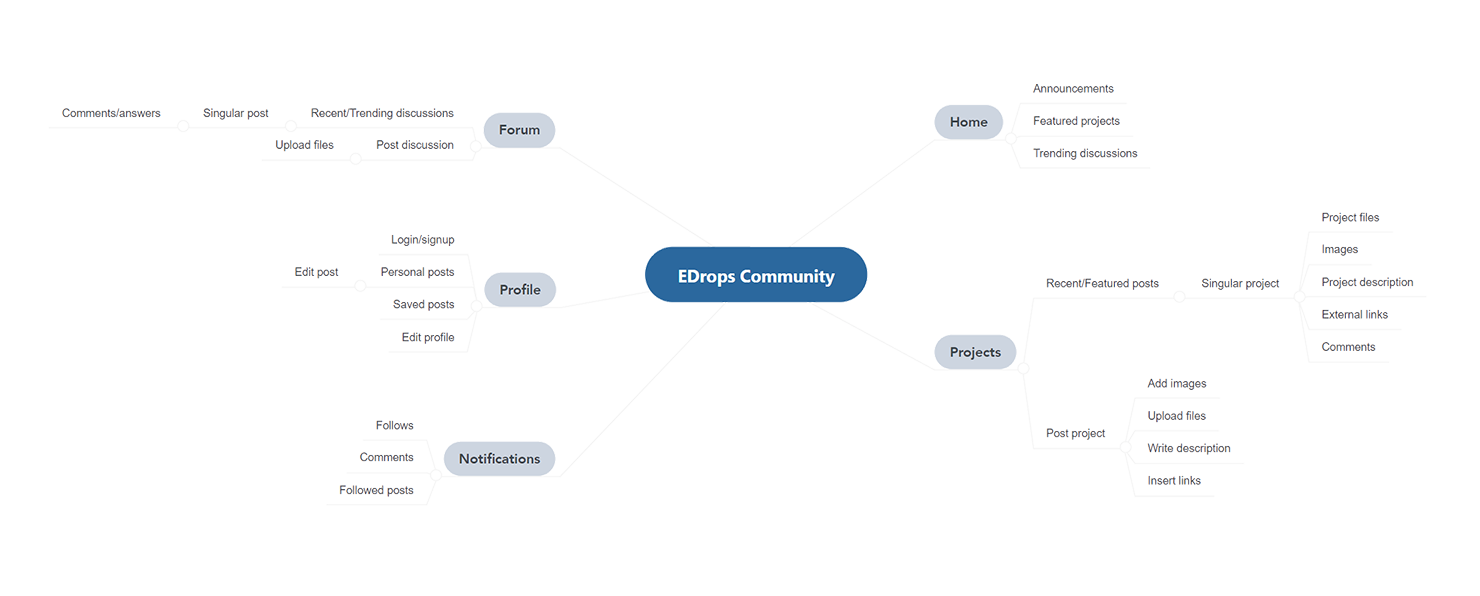 EDrops Community
Forum
Recent/Trending discussions
Singular post
Comments/answers
Post discussion
Upload files
Profile
Login/signup
Personal posts
Edit post
Saved posts
Edit profile
Notifications
Follows
Comments
Followed posts
Home
Announcements
Featured projects
Trending discussions
Projects
Recent/Featured posts
Singular project
Project files
Images
Project description
External links
Comments
Post project
Add images
Upload files
Write description
Insert links